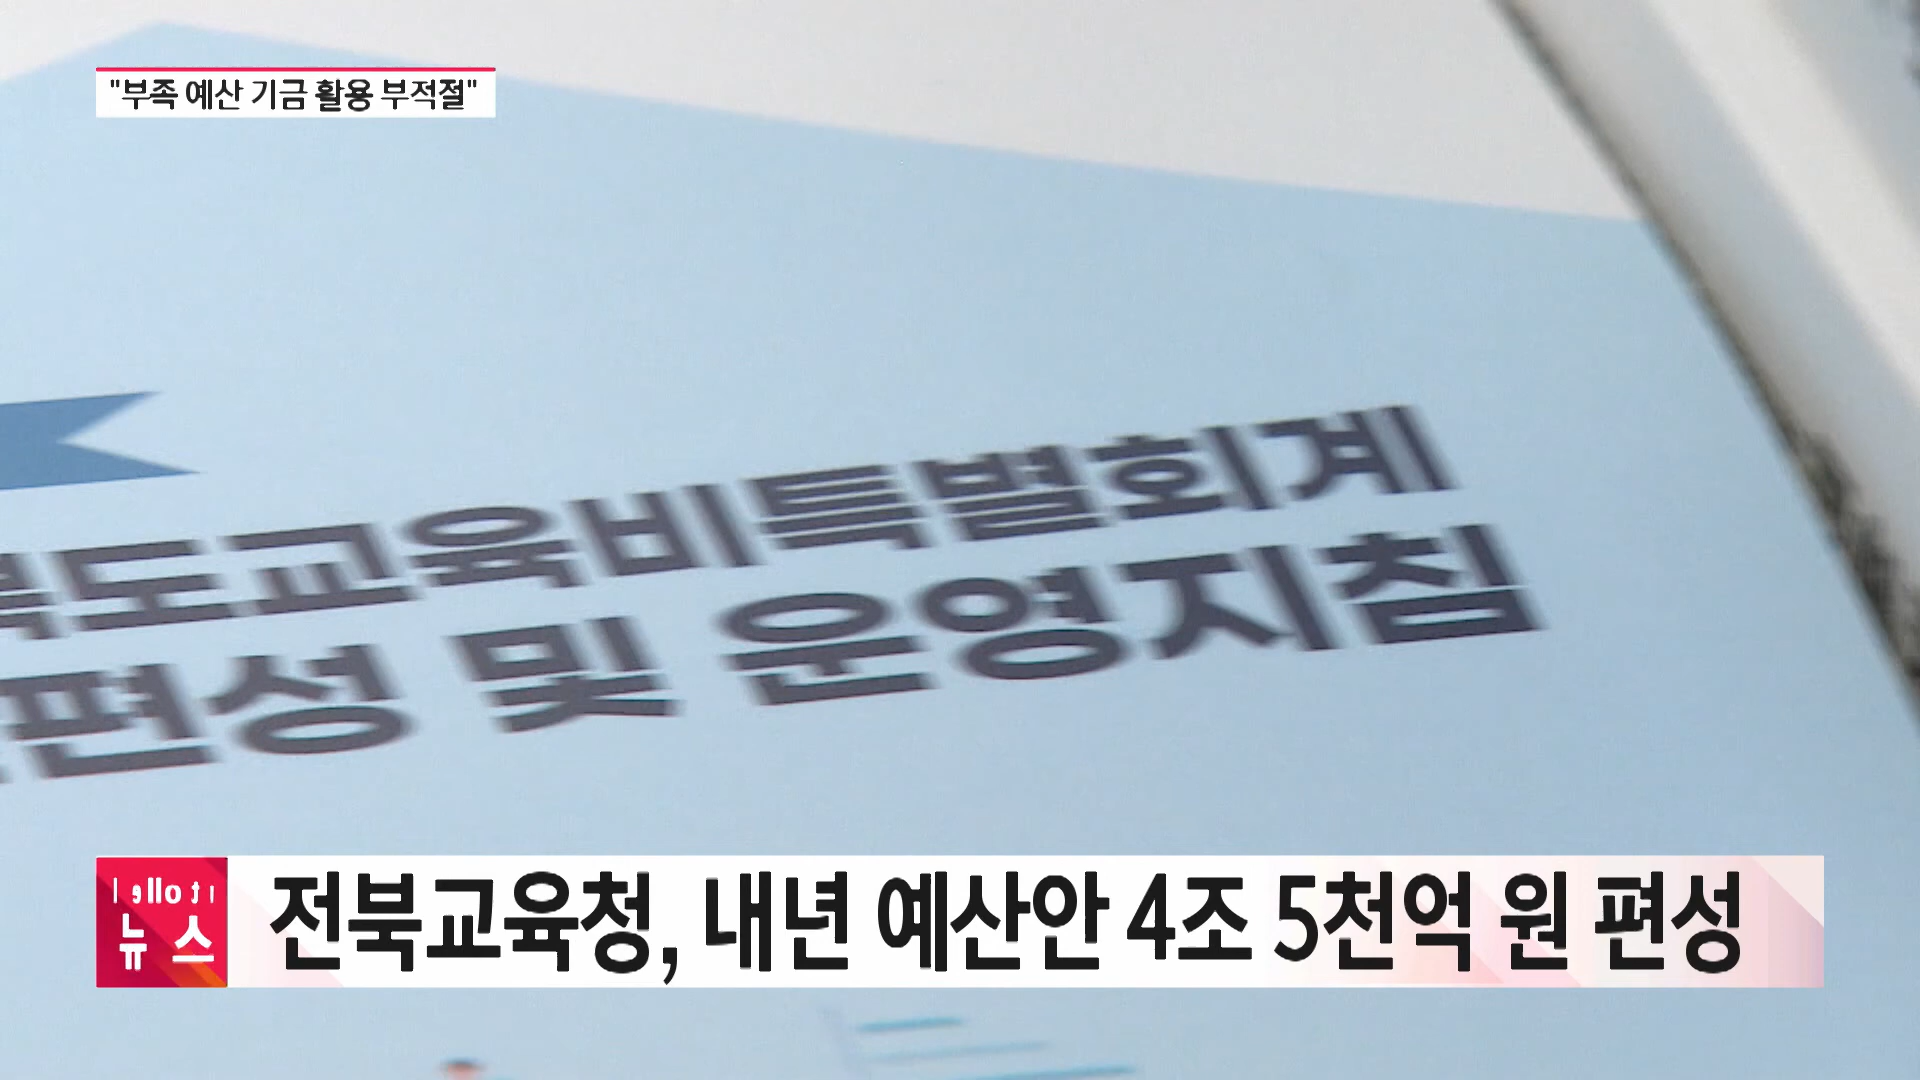 "부족 예산 기금 활용 부적절"
북도교육비특별회계
편성 및 운영지침
뉴스
전북교육청, 내년 예산안 4조 5천억 원 편성